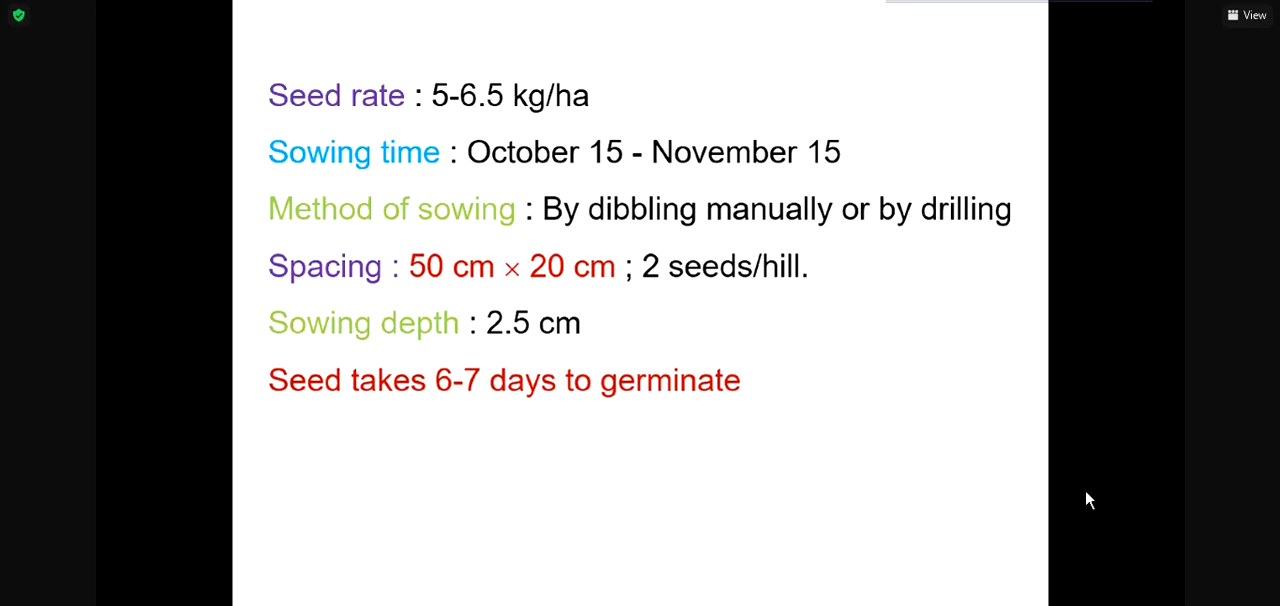 View
Seed rate : 5-6.5 kg/ha
Sowing time : October 15 - November 15
Method of sowing : By dibbling manually or by drilling
Spacing : 50 cm × 20 cm ; 2 seeds/hill.
Sowing depth : 2.5 cm
Seed takes 6-7 days to germinate